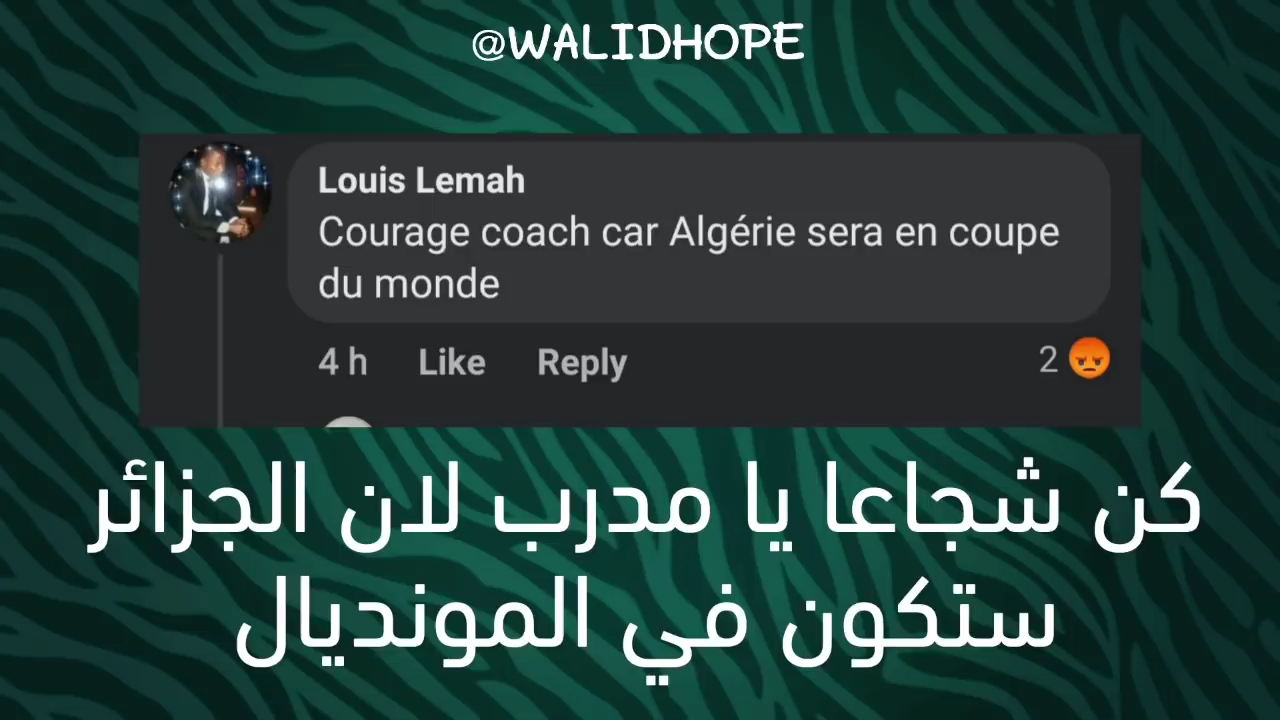 @WALIDHOPE
Louis Lemah
Courage coach car Algérie sera en coupe
du monde
4 h Like Reply 2
كن شجاعا يا مدرب لان الجزائر
ستكون في المونديال